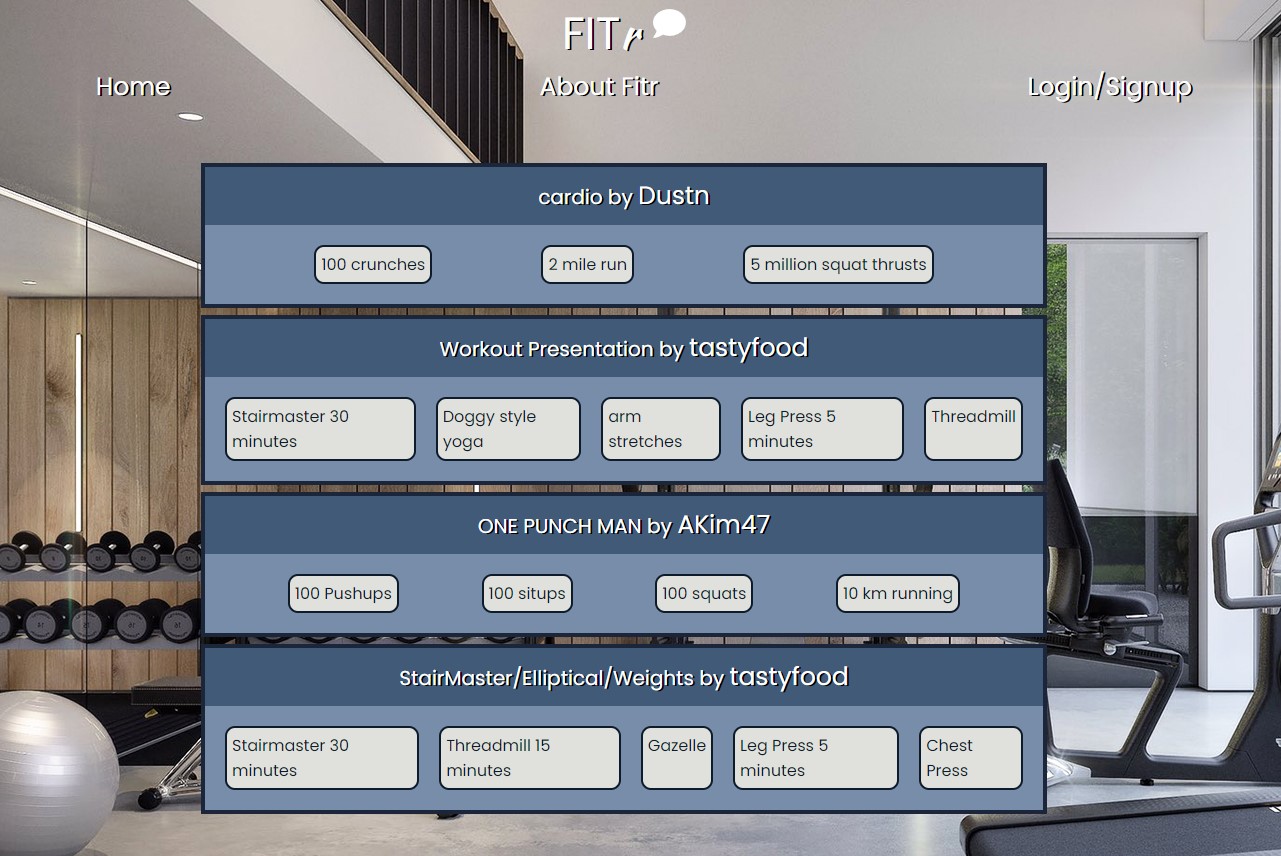 FITr
Home About Fitr Login/Signup
cardio by Dustn
100 crunches 2 mile run 5 million squat thrusts
Workout Presentation by tastyfood
Stairmaster 30
minutes
Doggy style
yoga
arm
stretches
Leg Press 5
minutes
Threadmill
ONE PUNCH MAN by AKim47
100 Pushups 100 situps 100 squats 10 km running
StairMaster/Elliptical/Weights by tastyfood
Stairmaster 30
minutes
Threadmill 15
minutes
Gazelle
Leg Press 5
minutes
Chest
Press